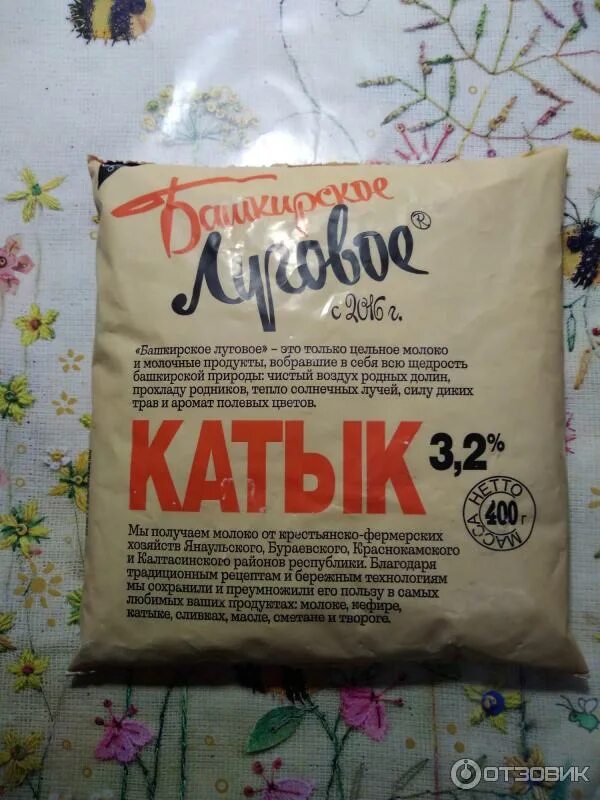 Башкирское
Луговое®
с 2016 г.
«Башкирское луговое» – это только цельное молоко
и молочные продукты, вобравшие в себя всю щедрость
башкирской природы: чистый воздух родных долин,
прохладу родников, тепло солнечных лучей, силу диких
трав и аромат полевых цветов.
КАТЫК 3,2%
МАССА НЕТТО
400 г
Мы получаем молоко от крестьянско-фермерских
хозяйств Янаульского, Бураевского, Краснокамского
и Калтасинского районов республики. Благодаря
традиционным рецептам и бережным технологиям
мы сохранили и преумножили его пользу в самых
любимых ваших продуктах: молоке, кефире,
катыке, сливках, масле, сметане и твороге.
ОТЗОВИК